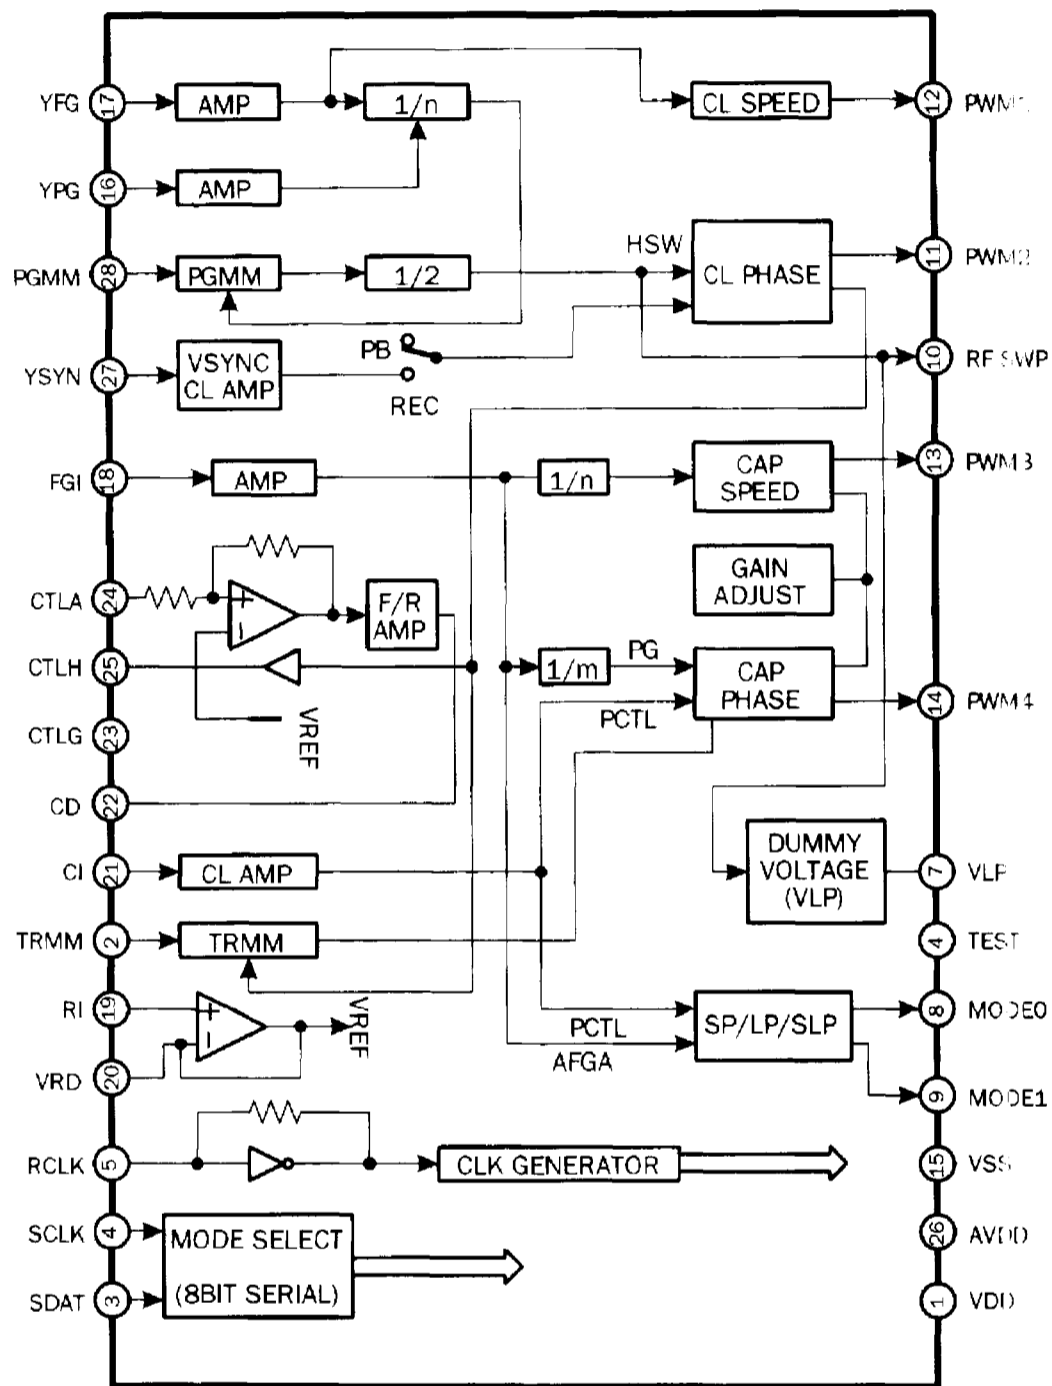 YFG 17 AMP 1/n CL SPEED 12
YPG 16 AMP
PGMM 28 PGMM 1/2 HSW CL PHASE 11
YSYN 27 VSYNC
CL AMP
PB
REC
10 RF SWP
FGI 18 AMP 1/n CAP
SPEED
13 PWM3
GAIN
ADJUST
CTLA 24 F/R
AMP
CTLH 25 1/m PG CAP
PHASE
PCTL
14 PWM4
CTLG 23 VREF
CD 22
CI 21 CL AMP DUMMY
VOLTAGE
(VLP)
7 VLP
TRMM 2 TRMM 4 TEST
RI 19 VREF PCTL
AFGA
SP/LP/SLP 8 MODE0
VRD 20 9 MODE1
RCLK 5 CLK GENERATOR 15 VSS
SCLK 4 MODE SELECT
(8BIT SERIAL)
26 AVDD
SDAT 3 1 VDD